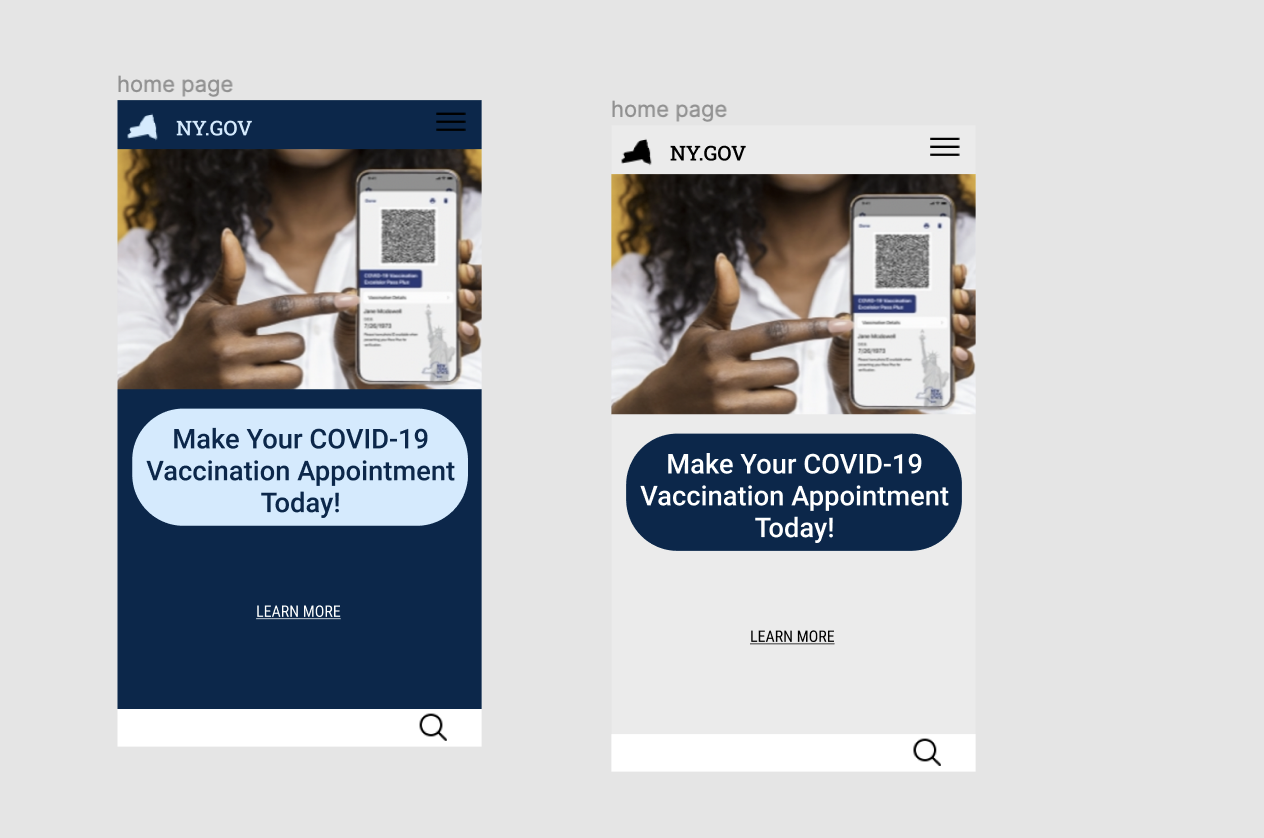 home page
NY.GOV
Done
COVID-19 Vaccination
Excelsior Pass Plus
Vaccination Details
Jane Mcdowell
7/20/1973
Make Your COVID-19
Vaccination Appointment
Today!
LEARN MORE
home page
NY.GOV
Done
COVID-19 Vaccination
Excelsior Pass Plus
Vaccination Details
Jane Mcdowell
7/20/1973
Make Your COVID-19
Vaccination Appointment
Today!
LEARN MORE